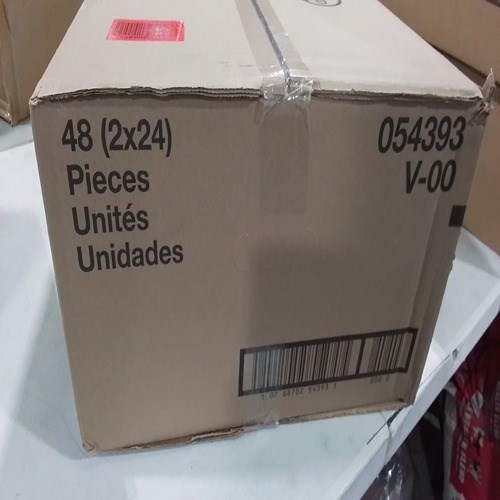 48 (2x24)
Pieces
Unités
Unidades
054393
V-00